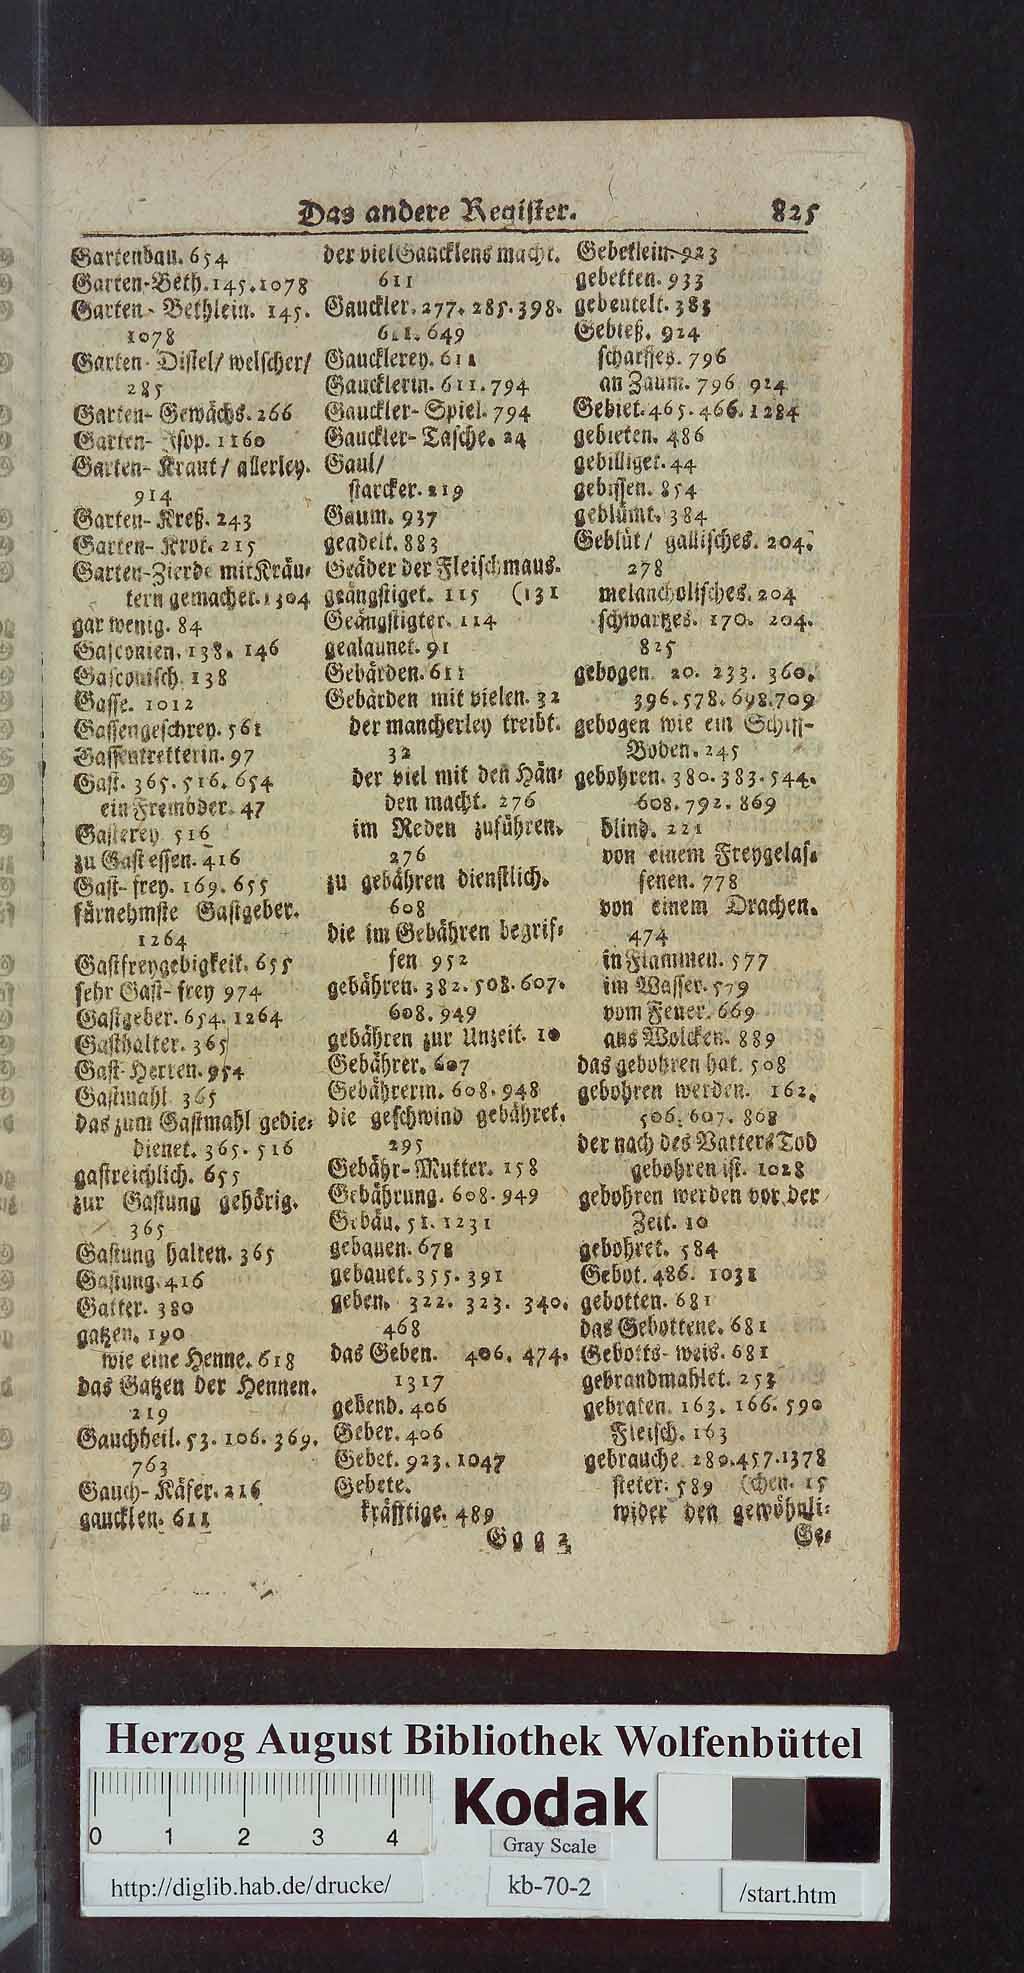 Das andere Register. 825
Gartenbau. 654
Garten-Beth. 145. 1078
Garten-Bethlein. 145.
1078
Garten-Distel/ welscher/
285
Garten-Gewächs. 266
Garten-Isop. 1160
Garten-Kraut/ allerley.
914
Garten-Kreß. 243
Garten-Krot. 215
Garten-Zierde mit Kräu-
tern gemachet. 1304
gar wenig. 84
Gasconien. 138. 146
Gasconisch. 138
Gasse. 1012
Gassengeschrey. 561
Gassentretterin. 97
Gast. 365. 516. 654
ein Frembder. 47
Gasterey. 516
zu Gast essen. 416
Gast-frey. 169. 655
fürnehmste Gastgeber.
1264
Gastfreygebigkeit. 655
sehr Gast-frey 974
Gastgeber. 654. 1264
Gasthalter. 365
Gast-Herren. 954
Gastmahl 365
das zum Gastmahl gedie-
dienet. 365. 516
gastreichlich. 655
zur Gastung gehörig.
365
Gastung halten. 365
Gastung. 416
Gatter. 380
gatzen. 190
wie eine Henne. 618
das Gatzen der Hennen.
219
Gauchheil. 53. 106. 369.
763
Gauch-Käfer. 216
gaucklen. 611
der viel Gaucklens macht.
611
Gauckler. 277. 285. 398.
611. 649
Gaucklerey. 611
Gaucklerin. 611. 794
Gauckler-Spiel. 794
Gauckler-Tasche. 24
Gaul/
starcker. 219
Gaum. 937
geadelt. 883
Geäder der Fleischmaus.
geängstiget. 115 (131
Geängstigter. 114
gealaunet. 91
Gebärden. 611
Gebärden mit vielen. 32
der mancherley treibt.
32
der viel mit den Hän-
den macht. 276
im Reden zuführen.
276
zu gebähren dienstlich.
608
die im Gebähren begrif-
fen 952
gebähren. 382. 508. 607.
608. 949
gebähren zur Unzeit. 10
Gebährer. 607
Gebährerin. 608. 948
die geschwind gebähret.
295
Gebähr-Mutter. 158
Gebährung. 608. 949
Gebäu. 51. 1231
gebauen. 678
gebauet. 355. 391
geben. 322. 323. 340.
468
das Geben. 406. 474.
1317
gebend. 406
Geber. 406
Gebet. 923. 1047
Gebete.
kräfftige. 489
Gebetlein. 923
gebetten. 933
gebeutelt. 383
Gebieß. 924
scharffes. 796
an Zaum. 796 924
Gebiet. 465. 466. 1284
gebieten. 486
gebilliget. 44
gebissen. 854
geblümt. 384
Geblüt/ gallisches. 204.
278
melancholisches. 204
schwartzes. 170. 204.
825
gebogen 20. 233. 360.
396. 578. 698. 709
gebogen wie ein Schiff-
Boden. 245
gebohren. 380. 383. 544.
608. 792. 869
blind. 221
von einem Freygelas-
senen. 778
von einem Drachen.
474
in Flammen. 577
im Wasser. 579
vom Feuer. 669
aus Wolcken. 889
das gebohren hat. 508
gebohren werden. 162.
506. 607. 868
der nach des Vatters Tod
gebohren ist. 1028
gebohren werden vor der
Zeit. 10
gebohret. 584
Gebot. 486. 1031
gebotten. 681
das Gebottene. 681
Gebotts-weis. 681
gebrandmahlet. 253
gebraten. 163. 166. 590
Fleisch. 163
gebrauche 280. 457. 1378
steter. 589 (chen. 15
wider den gewöhnli-
Ggg 2
Ge-
Herzog August Bibliothek Wolfenbüttel
0 1 2 3 4
Kodak
Gray Scale
http://diglib.hab.de/drucke/
kb-70-2
/start.htm